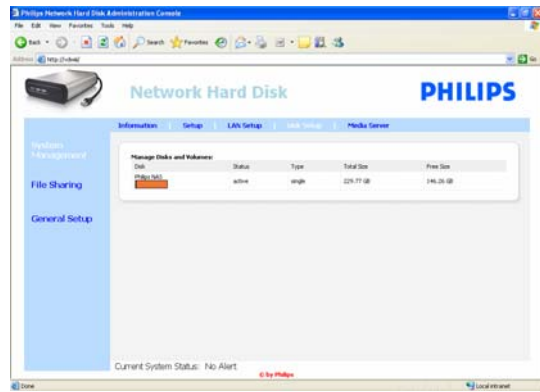 Philips Network Hard Disk Administration Console
File Edit View Favorites Tools Help
Back Search Favorites
Go
Network Hard Disk
PHILIPS
Information | Setup | LAN Setup | Disk Setup | Media Server
System
Management
File Sharing
General Setup
Manage Disks and Volumes:
Disk Status Type Total Size Free Size
Philips NAS active single 229.77 GB 146.26 GB
Current System Status: No Alert
© by Philips
Done Local intranet